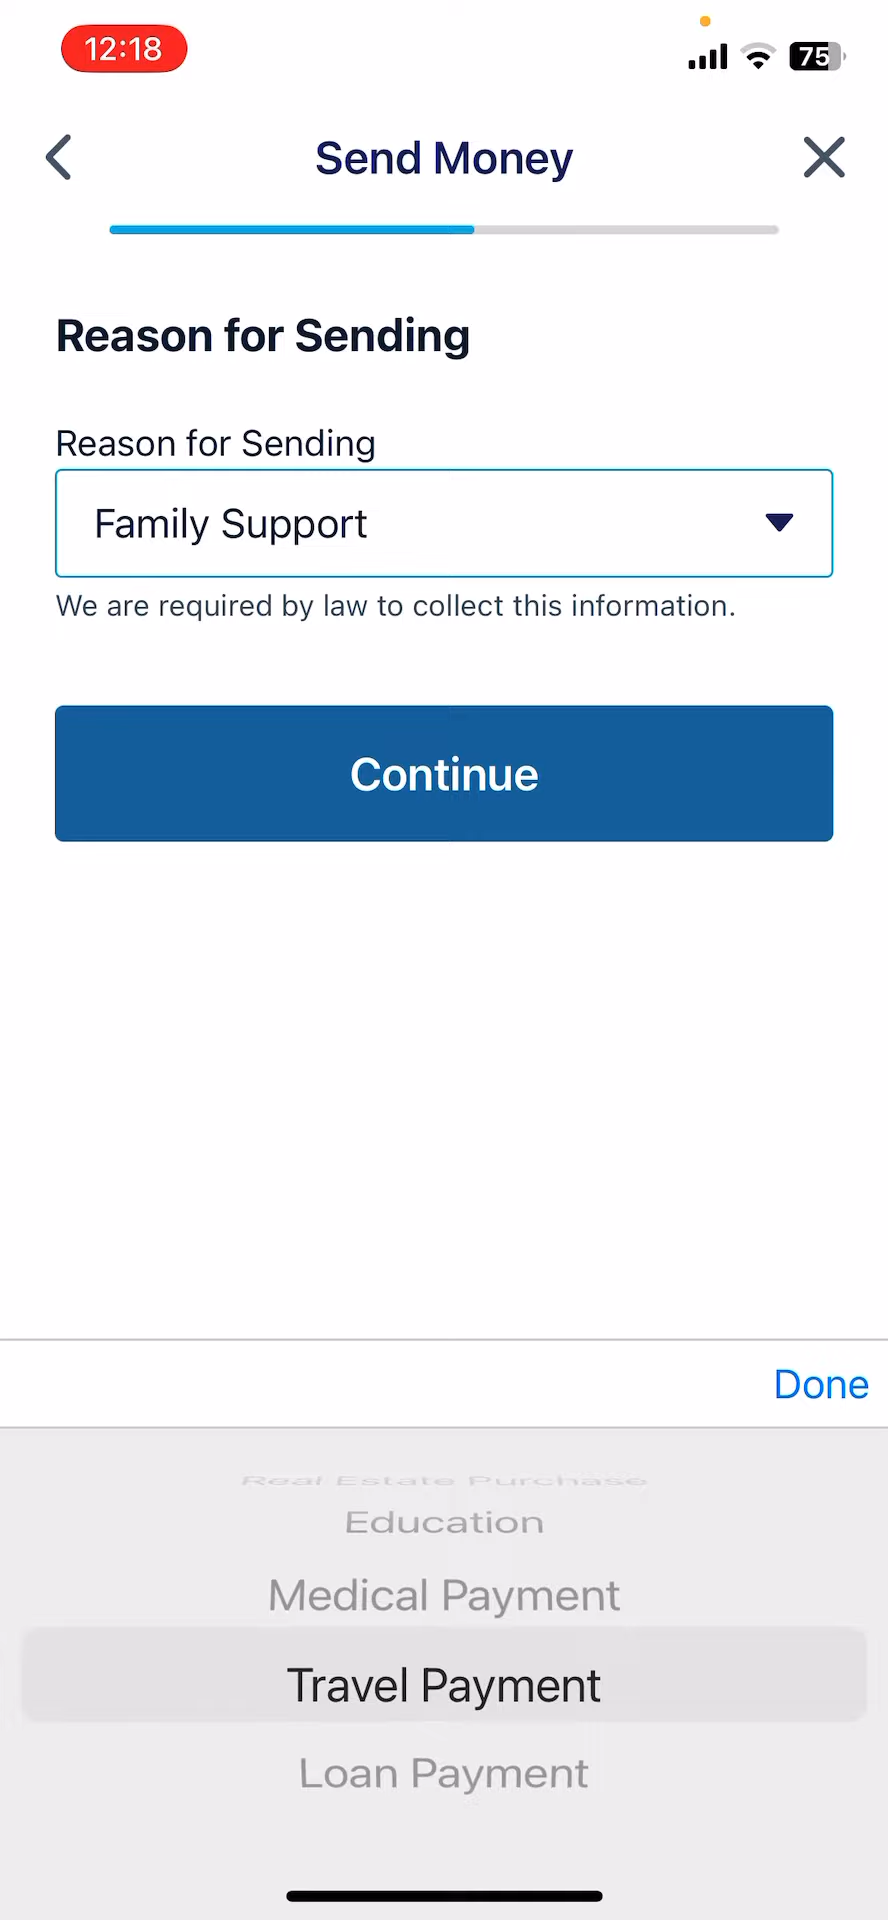 12:18
75
Send Money
Reason for Sending
Reason for Sending
Family Support
We are required by law to collect this information.
Continue
Done
Real Estate Purchase
Education
Medical Payment
Travel Payment
Loan Payment